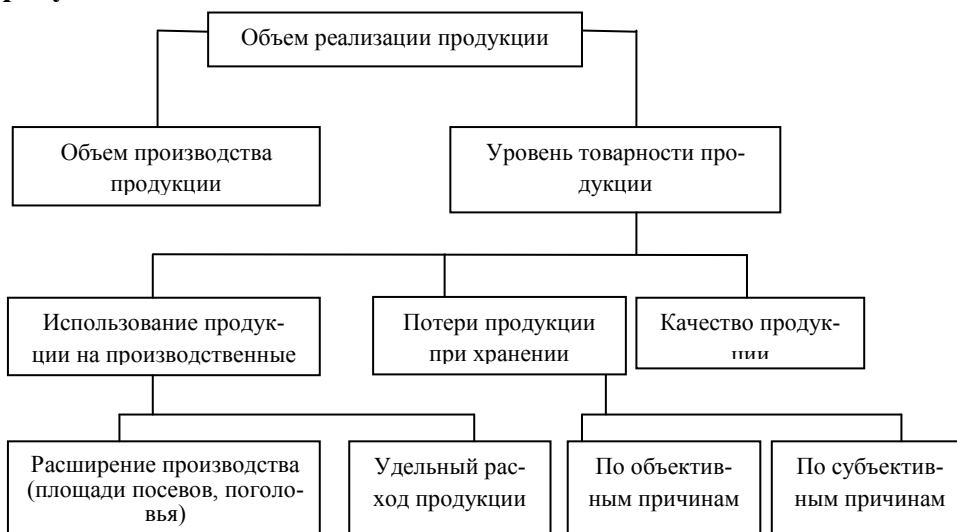 Объем реализации продукции
Объем производства
продукции
Уровень товарности про-
дукции
Использование продук-
ции на производственные
Потери продукции
при хранении
Качество продук-
ции
Расширение производства
(площади посевов, поголо-
вья)
Удельный рас-
ход продукции
По объектив-
ным причинам
По субъектив-
ным причинам